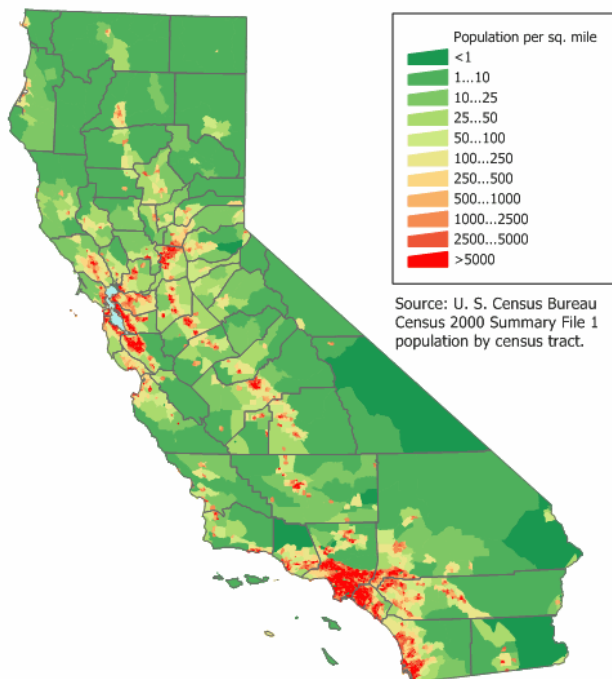 Population per sq. mile
<1
1...10
10...25
25...50
50...100
100...250
250...500
500...1000
1000...2500
2500...5000
>5000
Source: U. S. Census Bureau
Census 2000 Summary File 1
population by census tract.